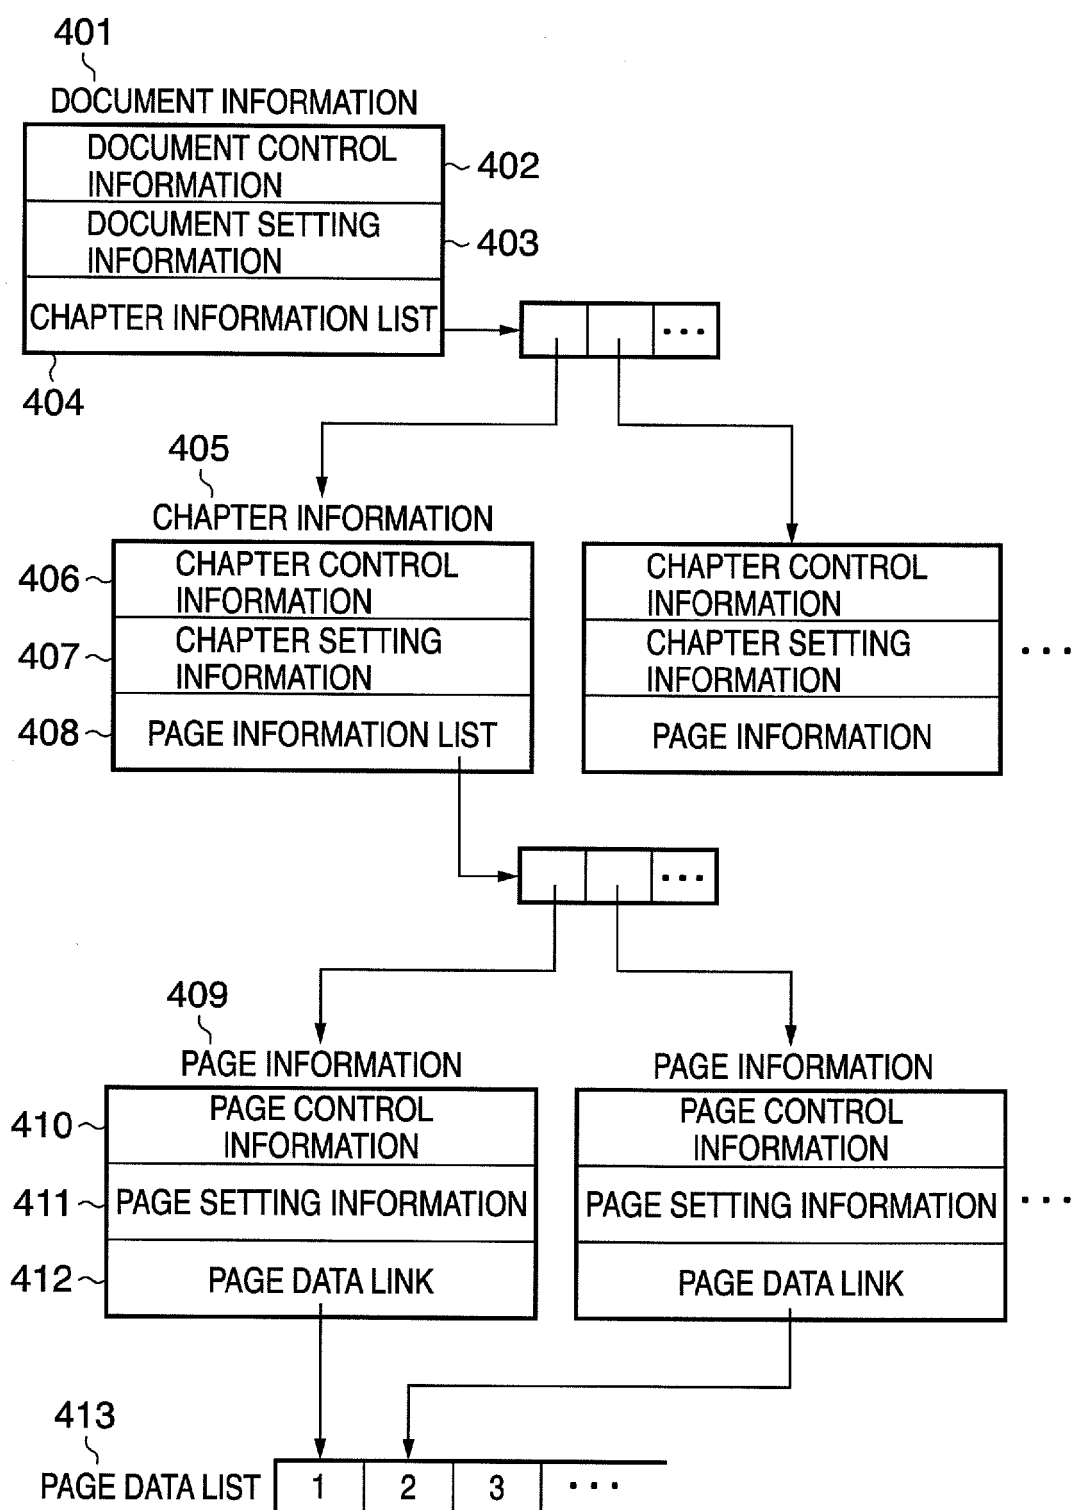 401
DOCUMENT INFORMATION
DOCUMENT CONTROL
INFORMATION
402
DOCUMENT SETTING
INFORMATION
403
CHAPTER INFORMATION LIST
...
404
405
CHAPTER INFORMATION
406
CHAPTER CONTROL
INFORMATION
407
CHAPTER SETTING
INFORMATION
408
PAGE INFORMATION LIST
CHAPTER CONTROL
INFORMATION
CHAPTER SETTING
INFORMATION
PAGE INFORMATION
...
...
409
PAGE INFORMATION
410
PAGE CONTROL
INFORMATION
411
PAGE SETTING INFORMATION
412
PAGE DATA LINK
PAGE INFORMATION
PAGE CONTROL
INFORMATION
PAGE SETTING INFORMATION
PAGE DATA LINK
...
413
PAGE DATA LIST 1 2 3 ...